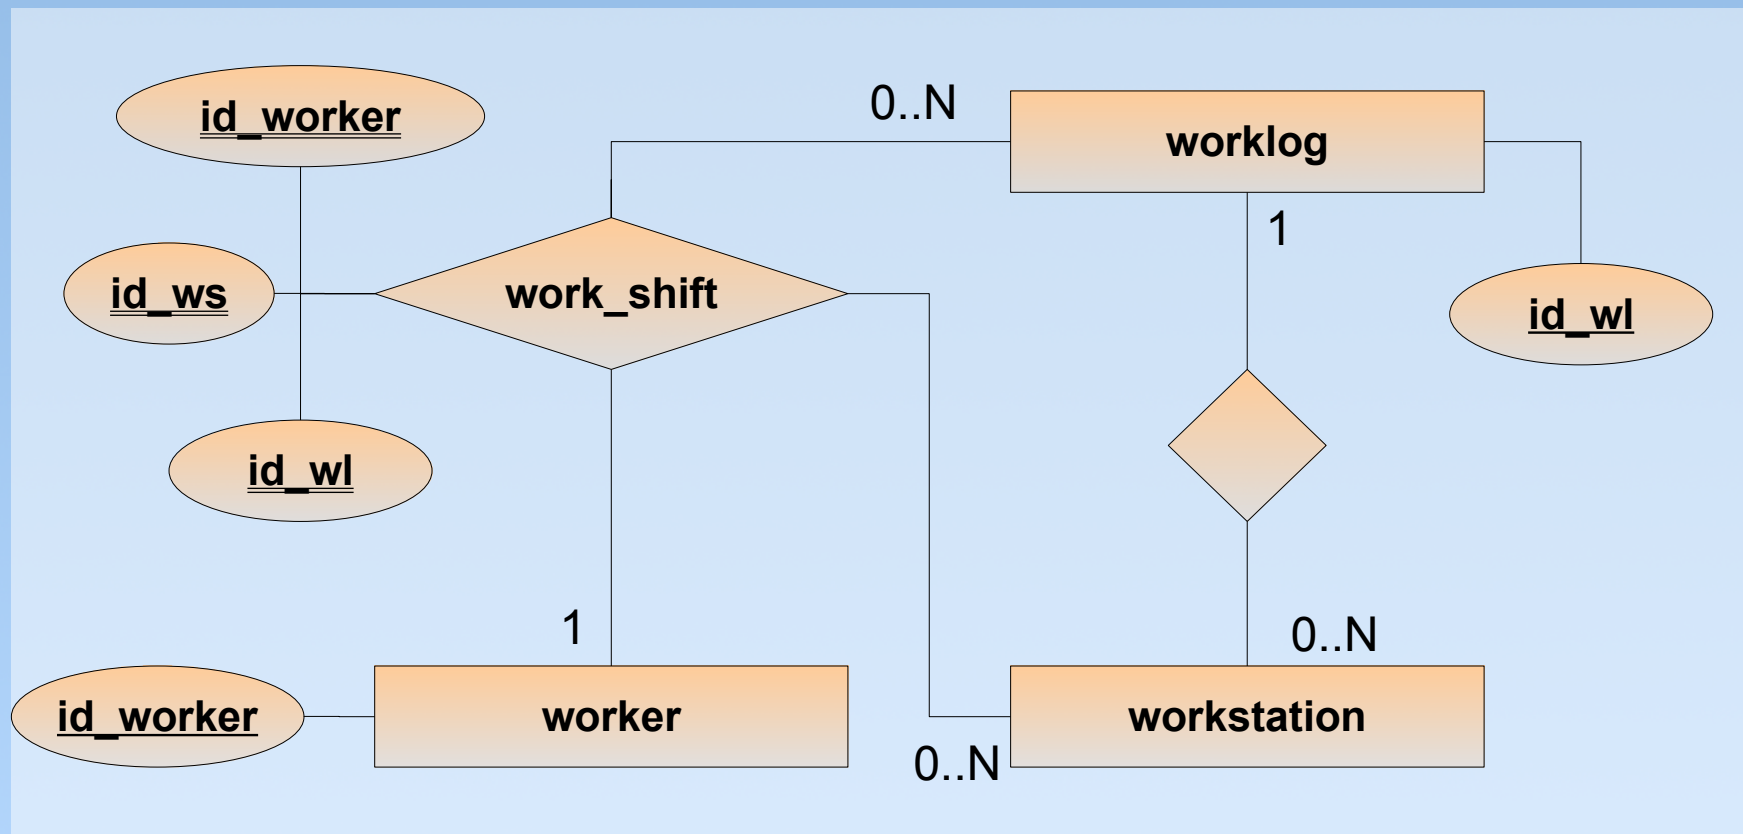 id_worker
0..N
worklog
1
id_ws
work_shift
id_wl
id_wl
1
0..N
id_worker
worker
workstation
0..N